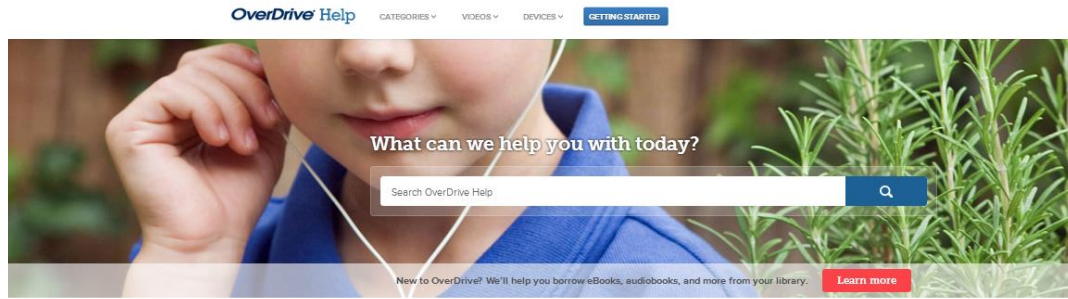 OverDrive Help CATEGORIES VIDEOS DEVICES GETTING STARTED
What can we help you with today?
Search OverDrive Help
New to OverDrive? We'll help you borrow eBooks, audiobooks, and more from your library. Learn more